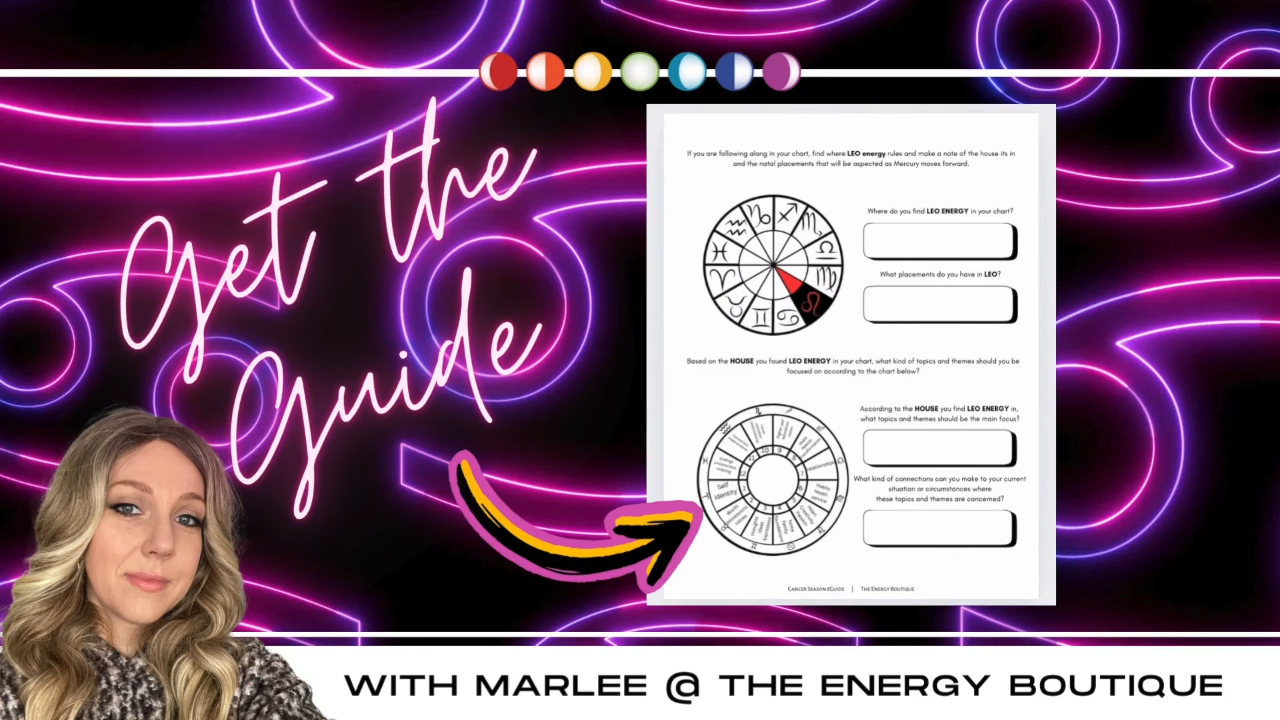 Get the
Guide
If you are following along in your chart, find where LEO energy rules and make a note of the house its in
and the natal placements that will be aspected as Mercury moves forward.
Where do you find LEO ENERGY in your chart?
What placements do you have in LEO?
Based on the HOUSE you found LEO ENERGY in your chart, what kind of topics and themes should you be
focused on according to the chart below?
According to the HOUSE you find LEO ENERGY in,
what topics and themes should be the main focus?
Self
Identity
Habits
health
service
What kind of connections can you make to your current
situation or circumstances where
these topics and themes are concerned?
Cancer Season eGuide | The Energy Boutique
WITH MARLEE @ THE ENERGY BOUTIQUE